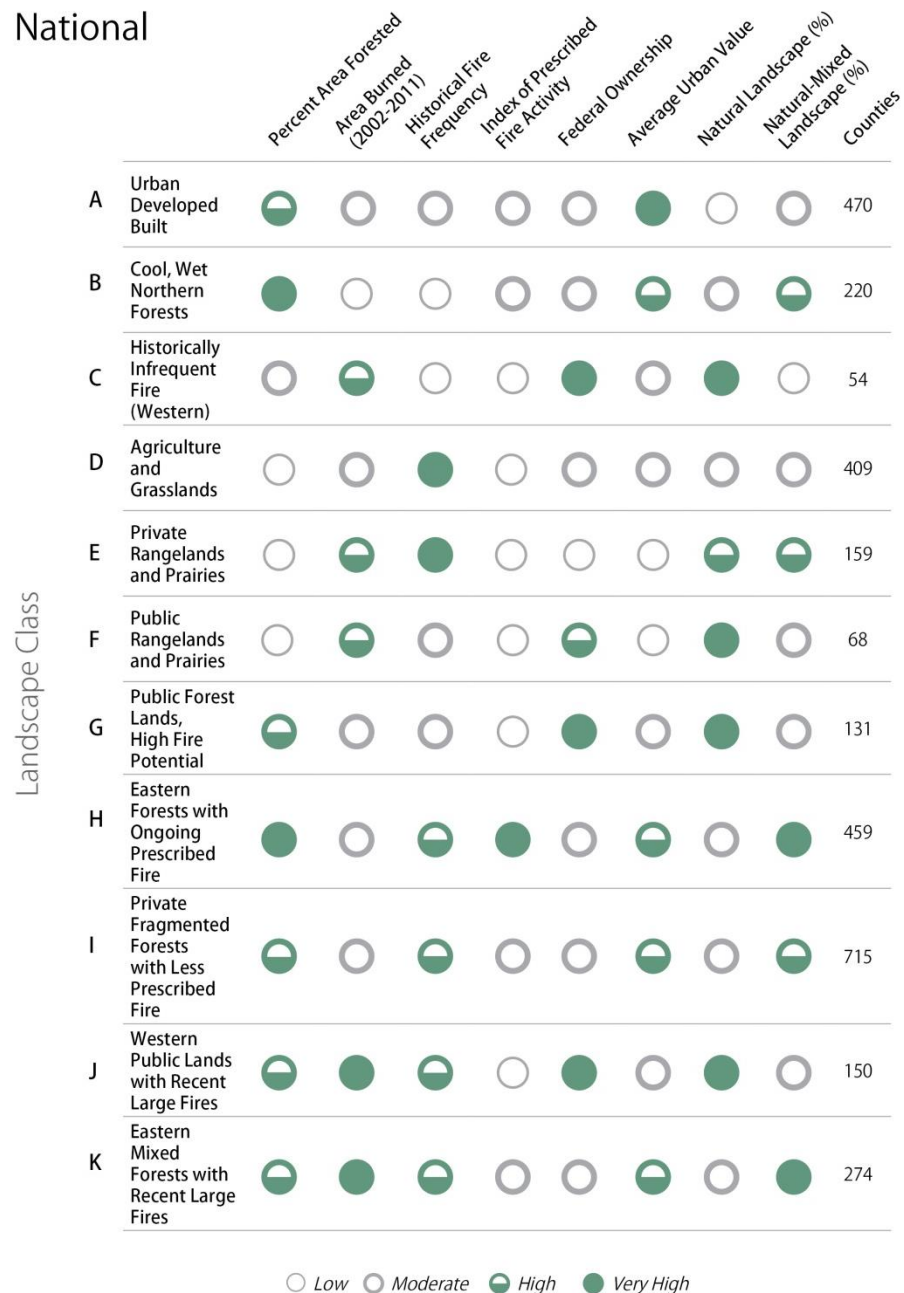 National
Percent Area Forested
Area Burned
(2002-2011)
Historical Fire
Frequency
Index of Prescribed
Fire Activity
Federal Ownership
Average Urban Value
Natural Landscape (%)
Natural-Mixed
Landscape (%)
Counties
Landscape Class
A
Urban
Developed
Built
470
B
Cool, Wet
Northern
Forests
220
C
Historically
Infrequent
Fire
(Western)
54
D
Agriculture
and
Grasslands
409
E
Private
Rangelands
and Prairies
159
F
Public
Rangelands
and Prairies
68
G
Public Forest
Lands,
High Fire
Potential
131
H
Eastern
Forests with
Ongoing
Prescribed
Fire
459
I
Private
Fragmented
Forests
with Less
Prescribed
Fire
715
J
Western
Public Lands
with Recent
Large Fires
150
K
Eastern
Mixed
Forests with
Recent Large
Fires
274
Low Moderate High Very High